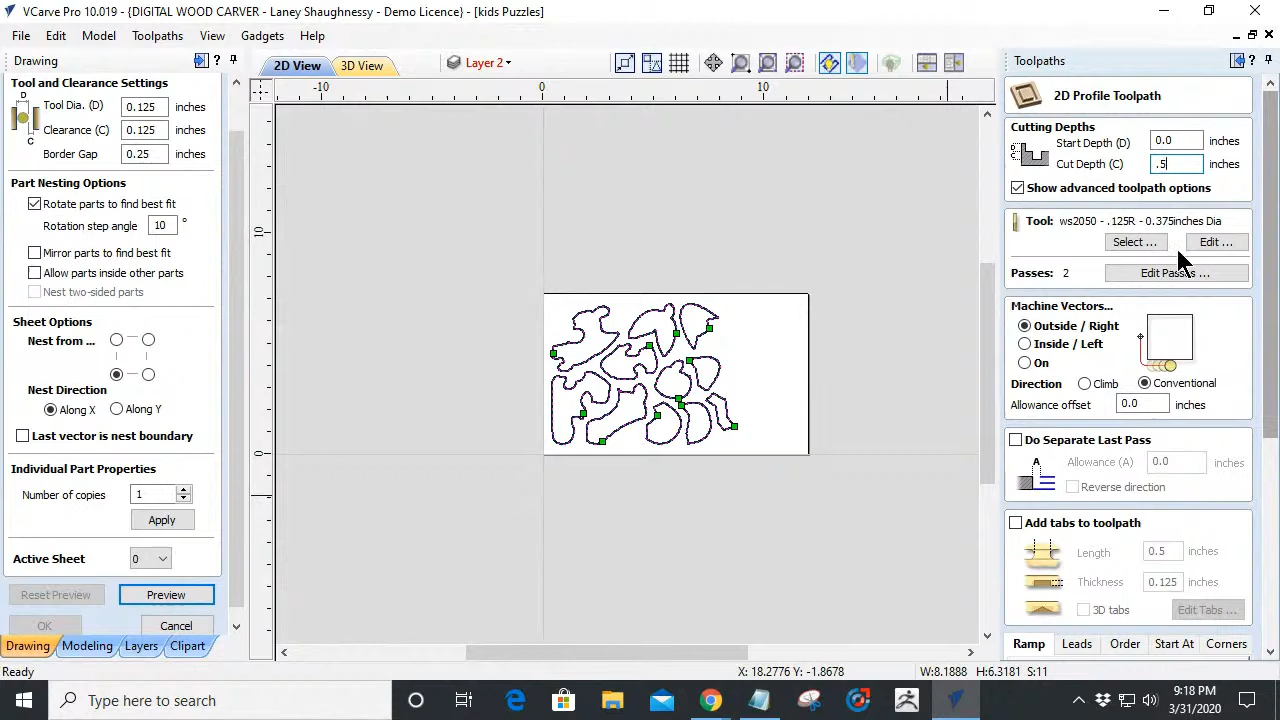 VCarve Pro 10.019 - {DIGITAL WOOD CARVER - Laney Shaughnessy - Demo Licence} - [kids Puzzles]
File Edit Model Toolpaths View Gadgets Help
Drawing
Tool and Clearance Settings
D
C
Tool Dia. (D) 0.125 inches
Clearance (C) 0.125 inches
Border Gap 0.25 inches
Part Nesting Options
Rotate parts to find best fit
Rotation step angle 10 °
Mirror parts to find best fit
Allow parts inside other parts
Nest two-sided parts
Sheet Options
Nest from ...
Nest Direction
Along X Along Y
Last vector is nest boundary
Individual Part Properties
Number of copies 1
Apply
Active Sheet 0
Reset Preview Preview
OK Cancel
Drawing Modeling Layers Clipart
2D View 3D View Layer 2
-10 0 10
10
0
Toolpaths
2D Profile Toolpath
Cutting Depths
Start Depth (D) 0.0 inches
Cut Depth (C) .5 inches
Show advanced toolpath options
Tool: ws2050 - .125R - 0.375inches Dia
Select ... Edit ...
Passes: 2 Edit Passes ...
Machine Vectors...
Outside / Right
Inside / Left
On
Direction Climb Conventional
Allowance offset 0.0 inches
Do Separate Last Pass
A
Allowance (A) 0.0 inches
Reverse direction
Add tabs to toolpath
Length 0.5 inches
Thickness 0.125 inches
3D tabs Edit Tabs ...
Ramp Leads Order Start At Corners
Ready X: 18.2776 Y: -1.8678 W:8.1888 H:6.3181 S:11
Type here to search
9:18 PM
3/31/2020